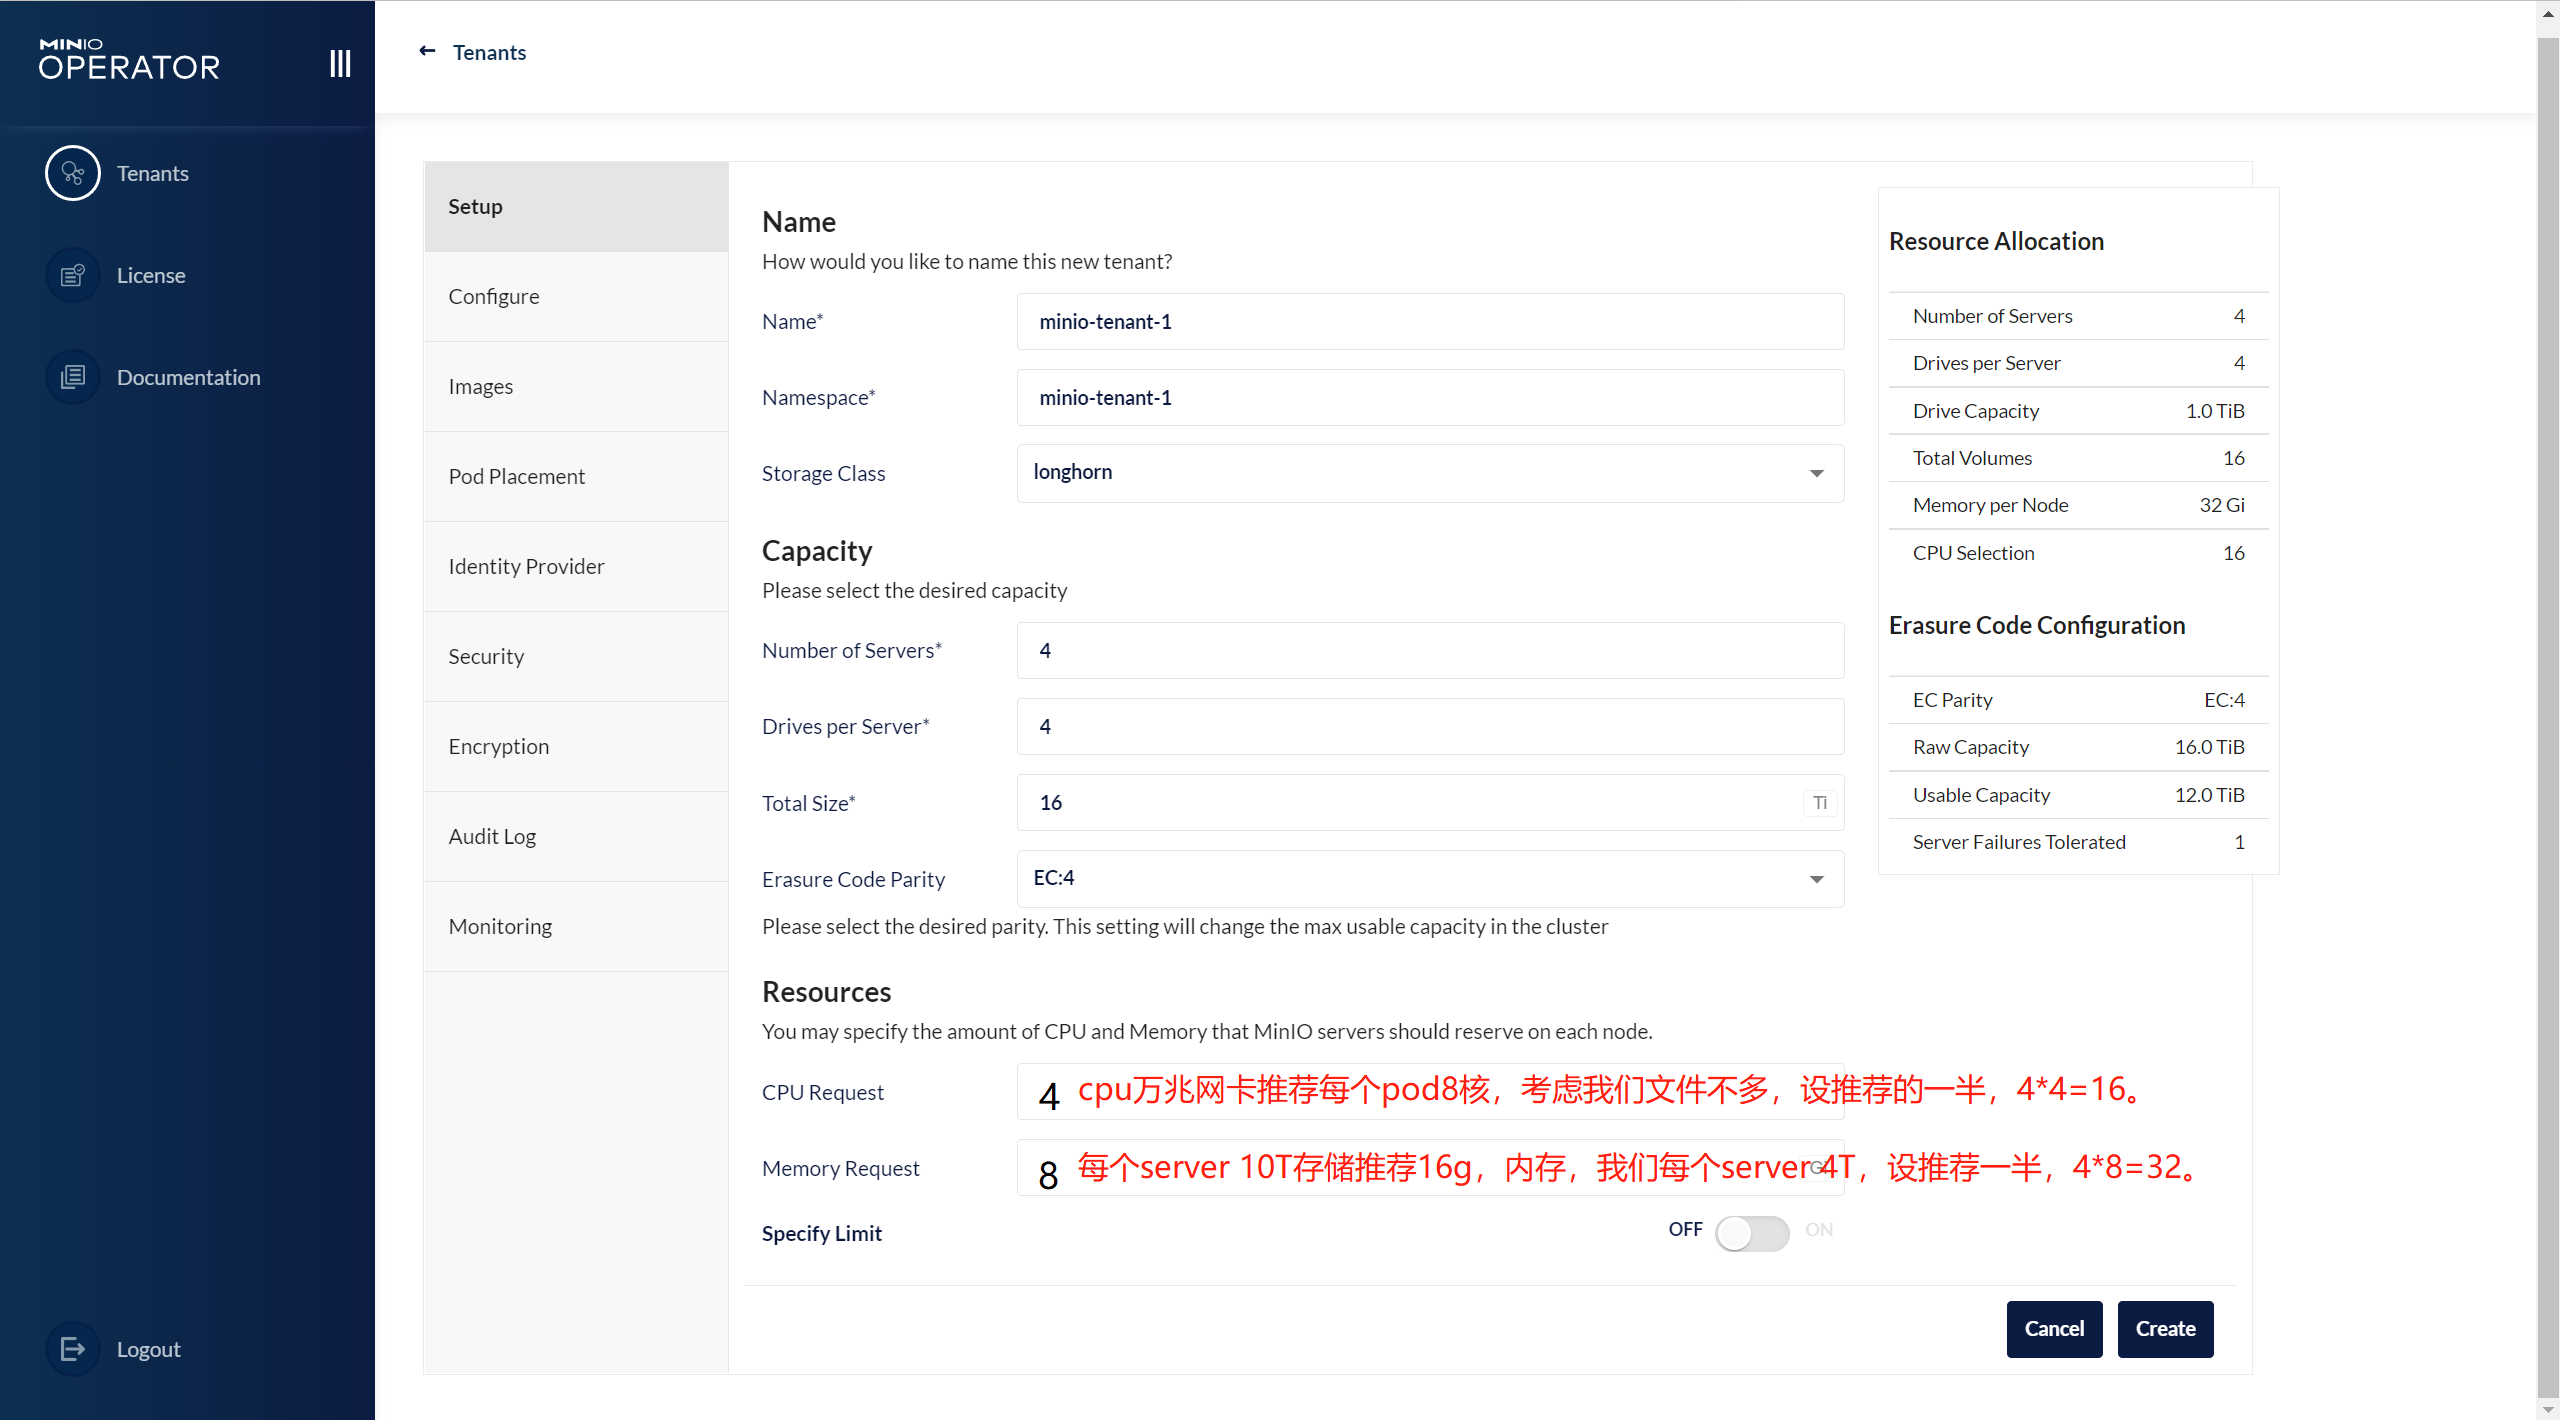 MINIO
OPERATOR
Tenants
License
Documentation
Logout
Tenants
Setup
Configure
Images
Pod Placement
Identity Provider
Security
Encryption
Audit Log
Monitoring
Name
How would you like to name this new tenant?
Name*
minio-tenant-1
Namespace*
minio-tenant-1
Storage Class
longhorn
Capacity
Please select the desired capacity
Number of Servers*
4
Drives per Server*
4
Total Size*
16
Ti
Erasure Code Parity
EC:4
Please select the desired parity. This setting will change the max usable capacity in the cluster
Resources
You may specify the amount of CPU and Memory that MinIO servers should reserve on each node.
CPU Request
4 cpu万兆网卡推荐每个pod8核，考虑我们文件不多，设推荐的一半，4*4=16。
Memory Request
8 每个server 10T存储推荐16g，内存，我们每个server 4T，设推荐一半，4*8=32。
Specify Limit
OFF
ON
Cancel
Create
Resource Allocation
Number of Servers 4
Drives per Server 4
Drive Capacity 1.0 TiB
Total Volumes 16
Memory per Node 32 Gi
CPU Selection 16
Erasure Code Configuration
EC Parity EC:4
Raw Capacity 16.0 TiB
Usable Capacity 12.0 TiB
Server Failures Tolerated 1